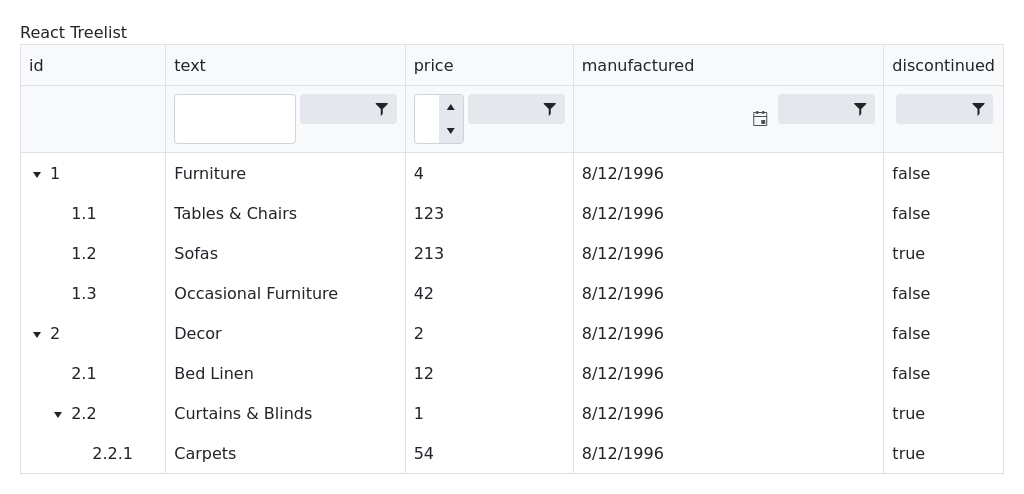 React Treelist
id text price manufactured discontinued
1 Furniture 4 8/12/1996 false
1.1 Tables & Chairs 123 8/12/1996 false
1.2 Sofas 213 8/12/1996 true
1.3 Occasional Furniture 42 8/12/1996 false
2 Decor 2 8/12/1996 false
2.1 Bed Linen 12 8/12/1996 false
2.2 Curtains & Blinds 1 8/12/1996 true
2.2.1 Carpets 54 8/12/1996 true